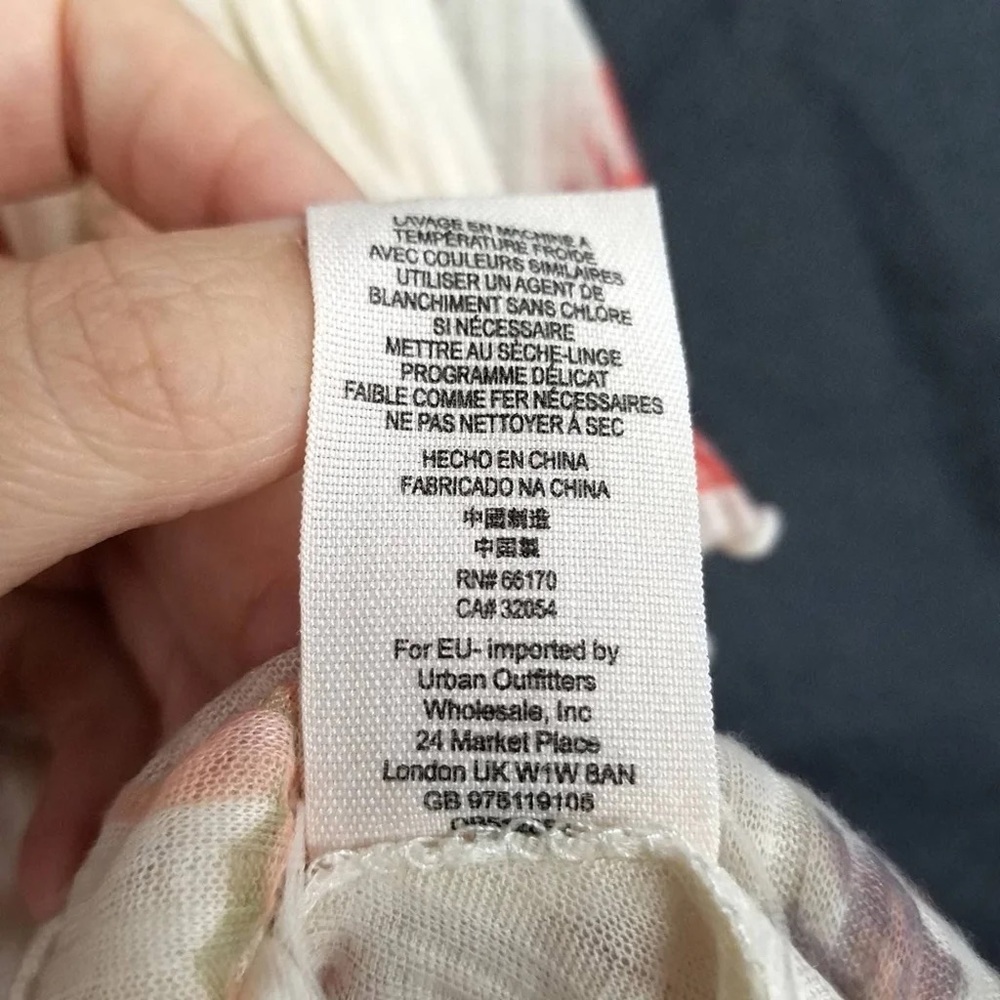 LAVAGE EN MACHINE À
TEMPÉRATURE FROIDE
AVEC COULEURS SIMILAIRES
UTILISER UN AGENT DE
BLANCHIMENT SANS CHLORE
SI NÉCESSAIRE
METTRE AU SÈCHE-LINGE
PROGRAMME DÉLICAT
FAIBLE COMME FER NÉCESSAIRES
NE PAS NETTOYER À SEC
HECHO EN CHINA
FABRICADO NA CHINA
中國制造
中国製
RN# 66170
CA# 32054
For EU- imported by
Urban Outfitters
Wholesale, Inc
24 Market Place
London UK W1W 8AN
GB 975119105